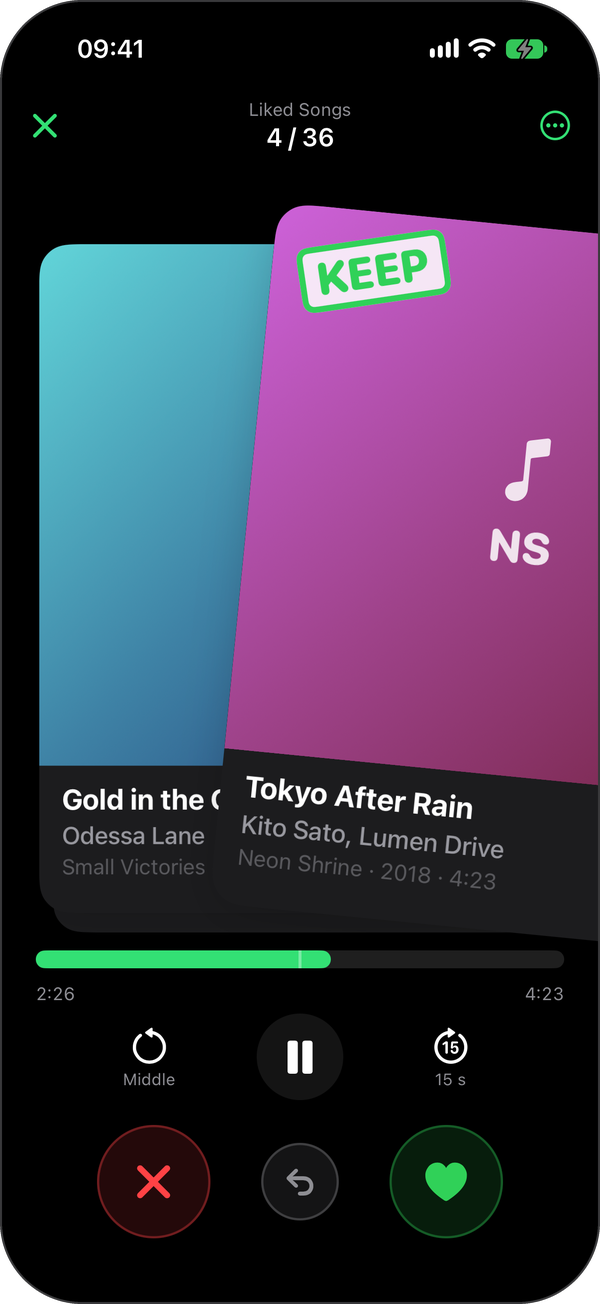 09:41
Liked Songs
4 / 36
KEEP
NS
Gold in the
Odessa Lane
Small Victories
Tokyo After Rain
Kito Sato, Lumen Drive
Neon Shrine · 2018 · 4:23
2:26
4:23
15
Middle
15 s